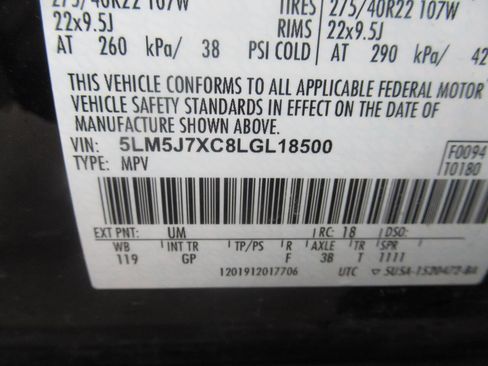 275/40R22 107W TIRES 275/40R22 107W
22x9.5J RIMS 22x9.5J
AT 260 kPa/ 38 PSI COLD AT 290 kPa/ 42
THIS VEHICLE CONFORMS TO ALL APPLICABLE FEDERAL MOTOR
VEHICLE SAFETY STANDARDS IN EFFECT ON THE DATE OF
MANUFACTURE SHOWN ABOVE.
VIN: 5LM5J7XC8LGL18500
F0094
TYPE: MPV
T0180
EXT PNT: UM RC: 18 DSO:
WB INT TR TP/PS R AXLE TR SPR
119 GP F 3B T 1111
1201912017706 UTC ▽ 5U5A-1520472-BA